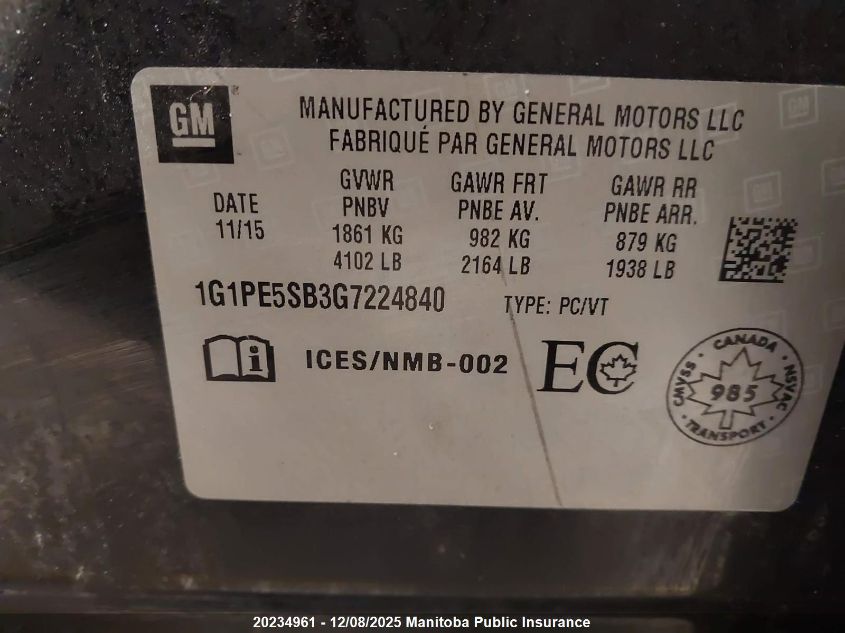 GM
MANUFACTURED BY GENERAL MOTORS LLC
FABRIQUÉ PAR GENERAL MOTORS LLC
DATE
11/15
GVWR
PNBV
1861 KG
4102 LB
GAWR FRT
PNBE AV.
982 KG
2164 LB
GAWR RR
PNBE ARR.
879 KG
1938 LB
1G1PE5SB3G7224840 TYPE: PC/VT
i
ICES/NMB-002
EC
CANADA
CMVSS · NSVAC
985
TRANSPORT
20234961 - 12/08/2025 Manitoba Public Insurance